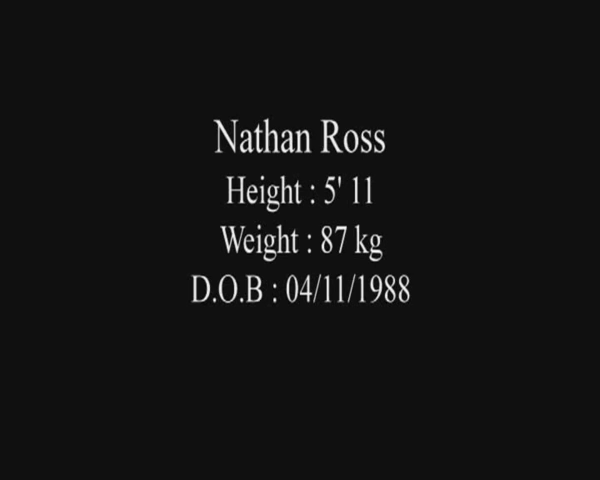 Nathan Ross
Height : 5' 11
Weight : 87 kg
D.O.B : 04/11/1988